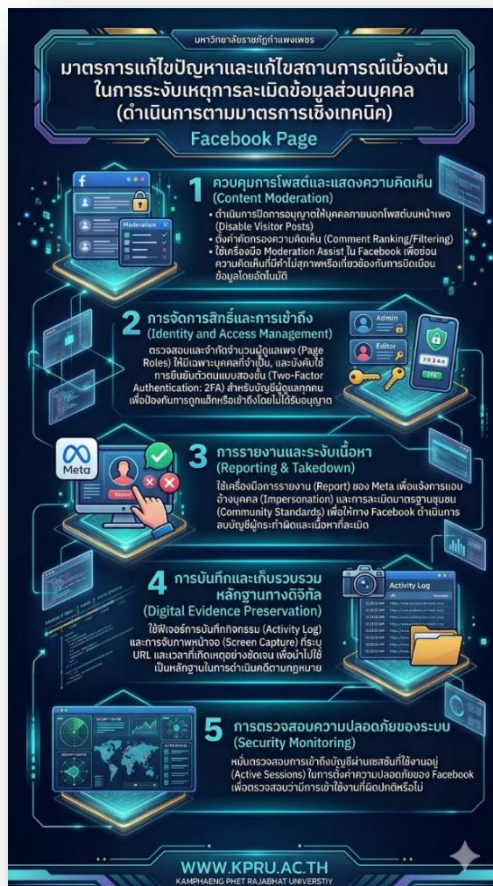 มหาวิทยาลัยราชภัฏกำแพงเพชร
มาตรการแก้ไขปัญหาและแก้ไขสถานการณ์เบื้องต้น
ในการระงับเหตุการละเมิดข้อมูลส่วนบุคคล
(ดำเนินการตามมาตรการเชิงเทคนิค)
Facebook Page
1 ควบคุมการโพสต์และแสดงความคิดเห็น
(Content Moderation)
• ดำเนินการปิดการอนุญาตให้บุคคลภายนอกโพสต์บนหน้าเพจ
(Disable Visitor Posts)
• ตั้งค่าคัดกรองความคิดเห็น (Comment Ranking/Filtering)
• ใช้เครื่องมือ Moderation Assist ใน Facebook เพื่อซ่อน
ความคิดเห็นที่มีคำไม่สุภาพหรือเกี่ยวข้องกับการบิดเบือน
ข้อมูลโดยอัตโนมัติ
Moderation
2 การจัดการสิทธิ์และการเข้าถึง
(Identity and Access Management)
ตรวจสอบและจำกัดจำนวนผู้ดูแลเพจ (Page
Roles) ให้มีเฉพาะบุคคลที่จำเป็น, และบังคับใช้
การยืนยันตัวตนแบบสองชั้น (Two-Factor
Authentication: 2FA) สำหรับบัญชีผู้ดูแลทุกคน
เพื่อป้องกันการถูกแฮ็กหรือเข้าถึงโดยไม่ได้รับอนุญาต
Admin
Editor
2FA
Meta
Report
3 การรายงานและระงับเนื้อหา
(Reporting & Takedown)
ใช้เครื่องมือการรายงาน (Report) ของ Meta เพื่อแจ้งการแอบ
อ้างบุคคล (Impersonation) และการละเมิดมาตรฐานชุมชน
(Community Standards) เพื่อให้ทาง Facebook ดำเนินการ
ลบบัญชีผู้กระทำผิดและเนื้อหาที่ละเมิด
4 การบันทึกและเก็บรวบรวม
หลักฐานทางดิจิทัล
(Digital Evidence Preservation)
ใช้ฟีเจอร์การบันทึกกิจกรรม (Activity Log)
และการจับภาพหน้าจอ (Screen Capture) ที่ระบุ
URL และเวลาที่เกิดเหตุอย่างชัดเจน เพื่อนำไปใช้
เป็นหลักฐานในการดำเนินคดีตามกฎหมาย
Activity Log
5 การตรวจสอบความปลอดภัยของระบบ
(Security Monitoring)
หมั่นตรวจสอบการเข้าถึงบัญชีผ่านเซสชันที่ใช้งานอยู่
(Active Sessions) ในการตั้งค่าความปลอดภัยของ Facebook
เพื่อตรวจสอบว่ามีการเข้าใช้งานที่ผิดปกติหรือไม่
WWW.KPRU.AC.TH
KAMPHAENG PHET RAJABHAT UNIVERSTIY